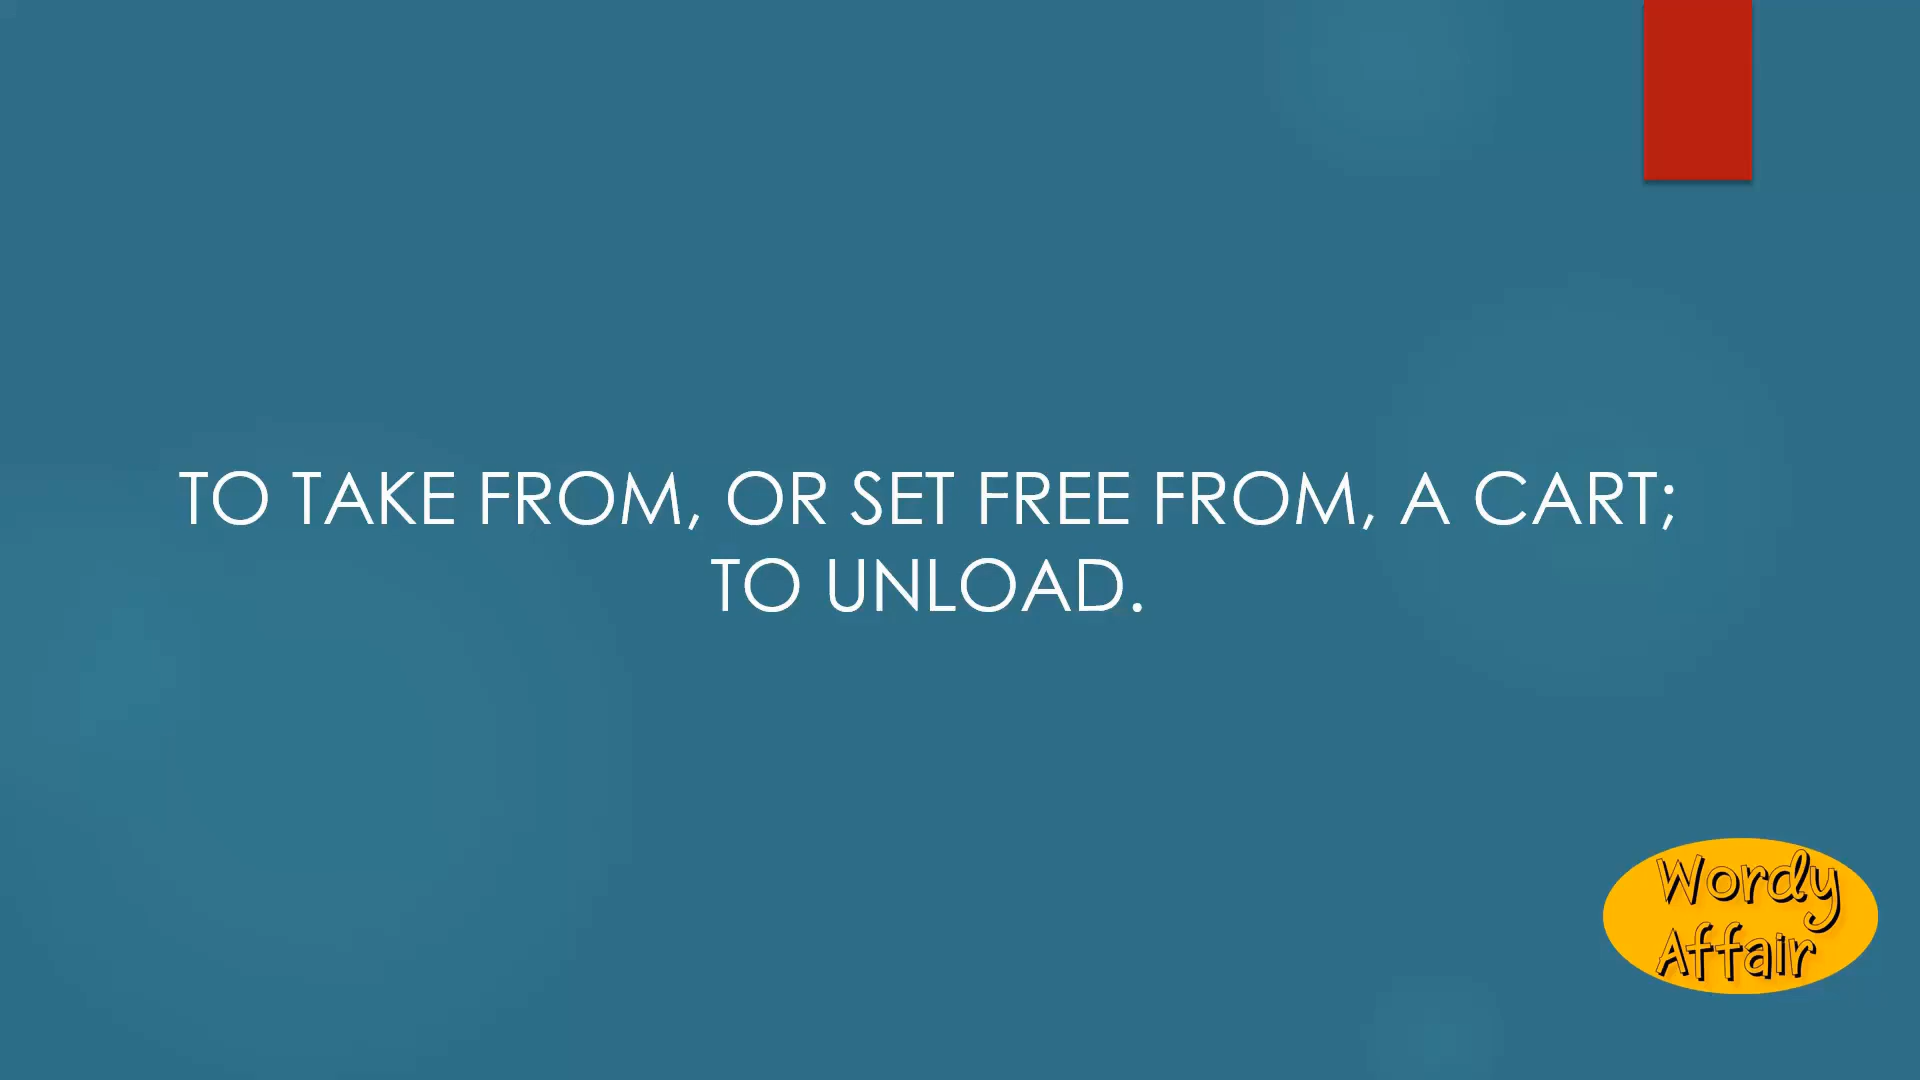 TO TAKE FROM, OR SET FREE FROM, A CART;
TO UNLOAD.
Wordy
Affair